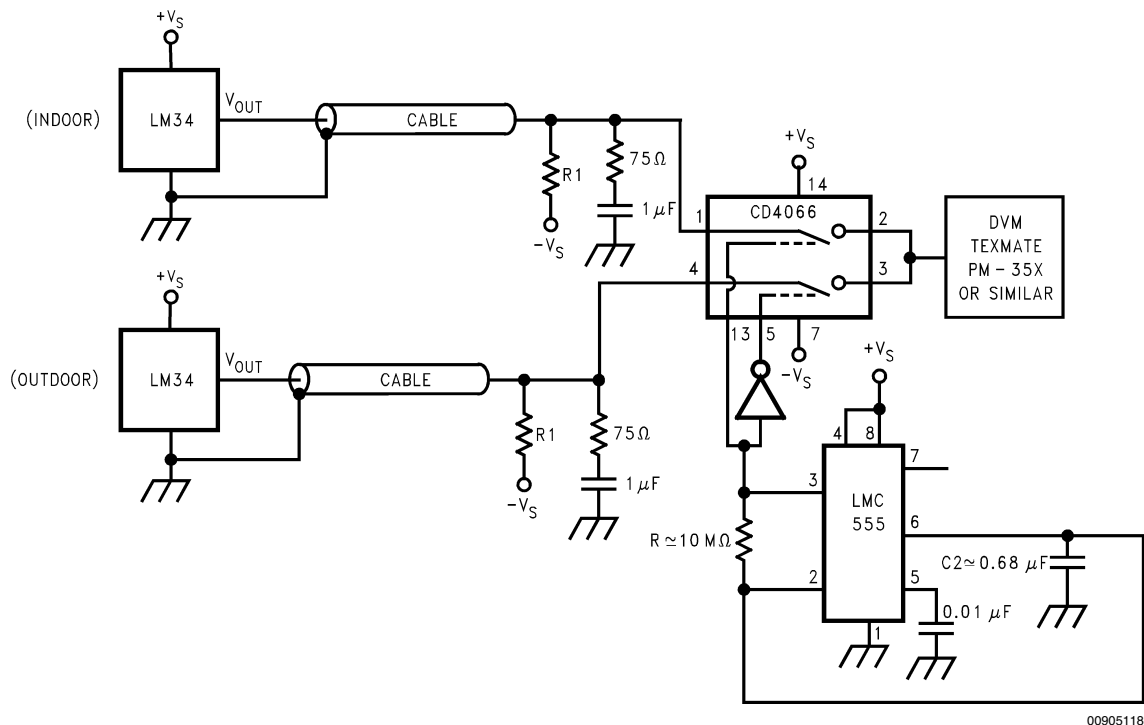 +VS
(INDOOR)
LM34
VOUT
CABLE
R1
-VS
75Ω
1 μF
+VS
14
CD4066
1
2
4
3
13
5
7
-VS
DVM
TEXMATE
PM - 35X
OR SIMILAR
+VS
(OUTDOOR)
LM34
VOUT
CABLE
R1
-VS
75Ω
1 μF
+VS
4
8
7
3
LMC
555
6
R ≃ 10 MΩ
C2 ≃ 0.68 μF
2
5
0.01 μF
1
00905118